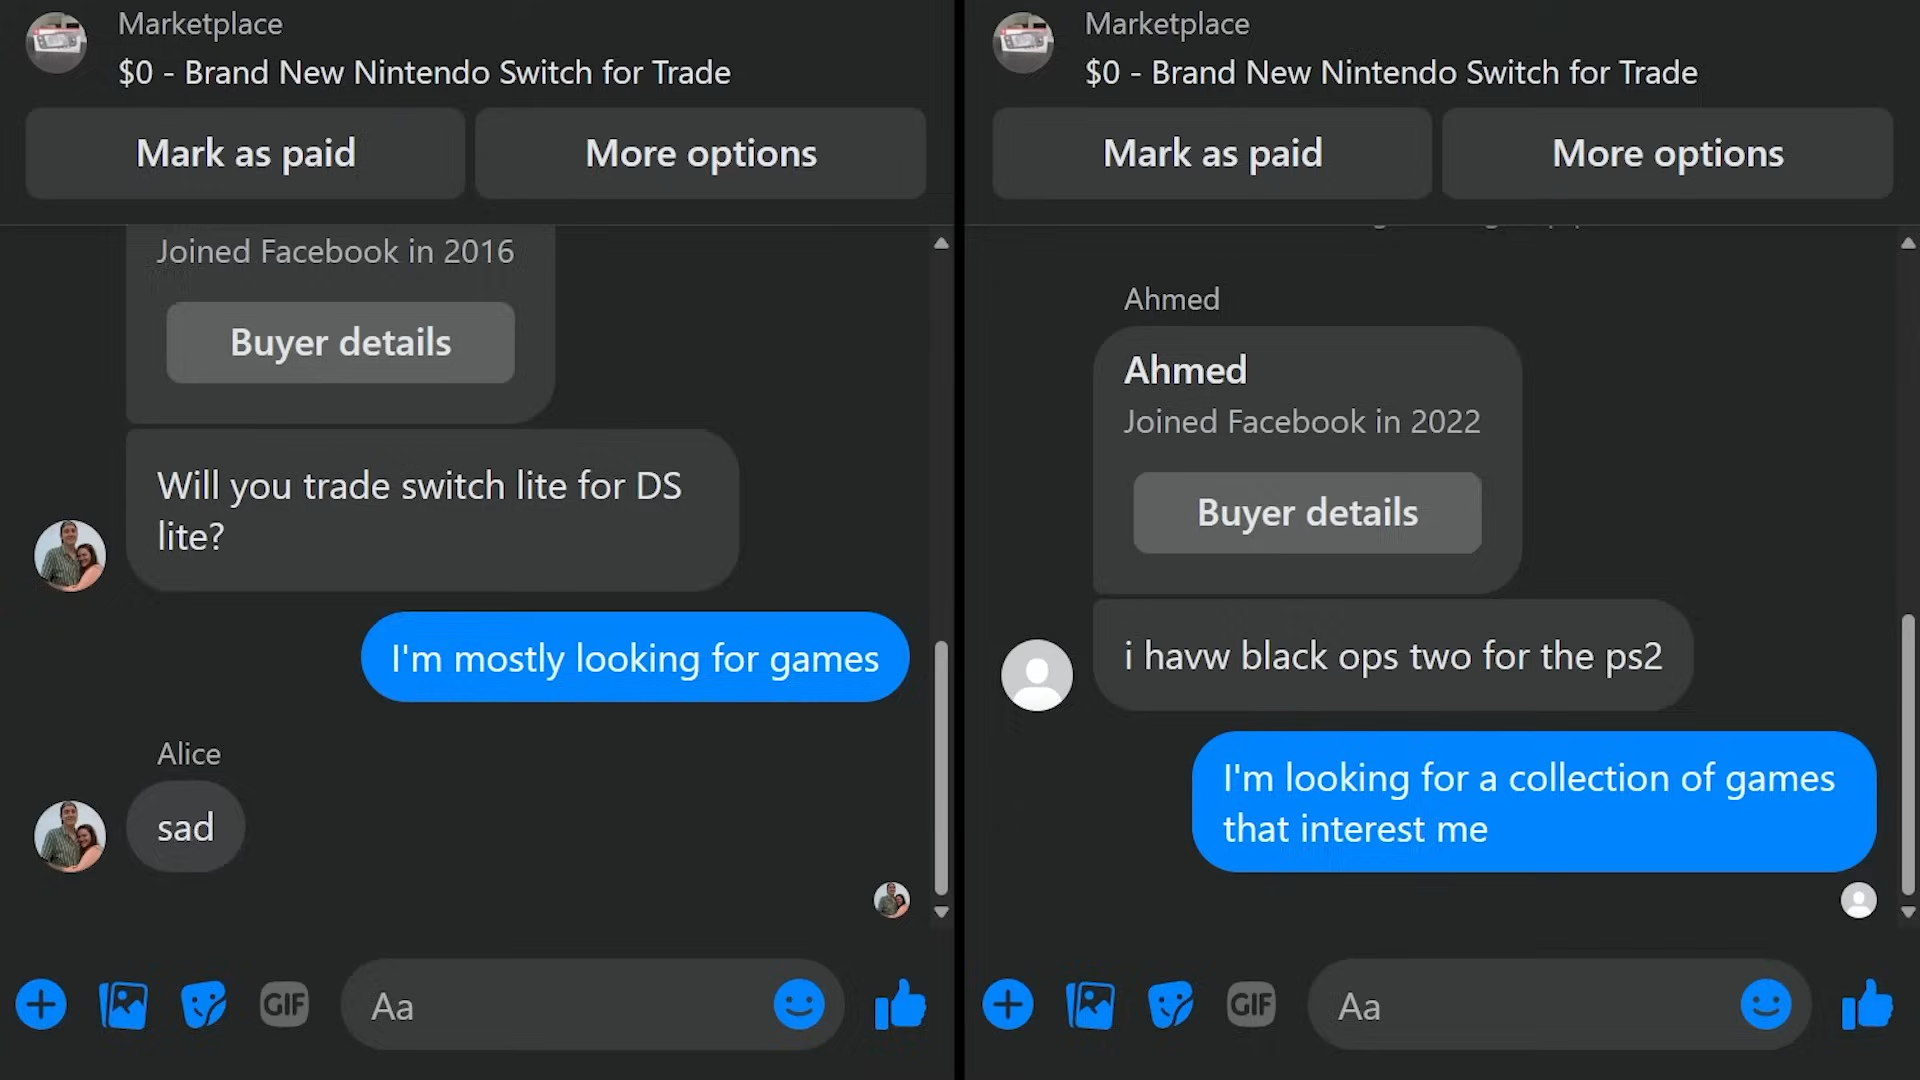 Marketplace
$0 - Brand New Nintendo Switch for Trade
Mark as paid
More options
Joined Facebook in 2016
Buyer details
Will you trade switch lite for DS
lite?
I'm mostly looking for games
Alice
sad
GIF
Aa
Marketplace
$0 - Brand New Nintendo Switch for Trade
Mark as paid
More options
Ahmed
Ahmed
Joined Facebook in 2022
Buyer details
i havw black ops two for the ps2
I'm looking for a collection of games
that interest me
GIF
Aa